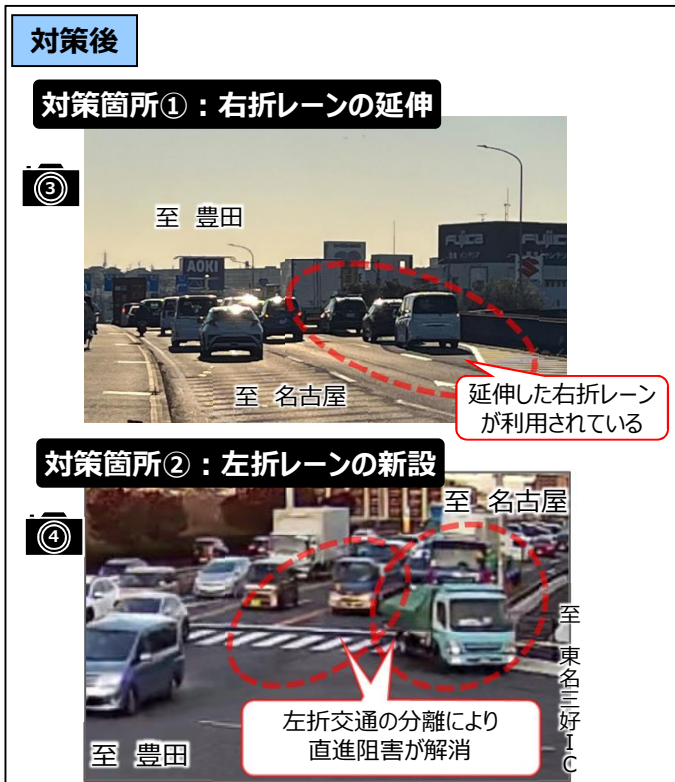 対策後
対策箇所①：右折レーンの延伸
③
至 豊田
AOKI
Fujica
Fujic
至 名古屋
延伸した右折レーン
が利用されている
対策箇所②：左折レーンの新設
④
至 名古屋
至 東名三好IC
左折交通の分離により
直進阻害が解消
至 豊田